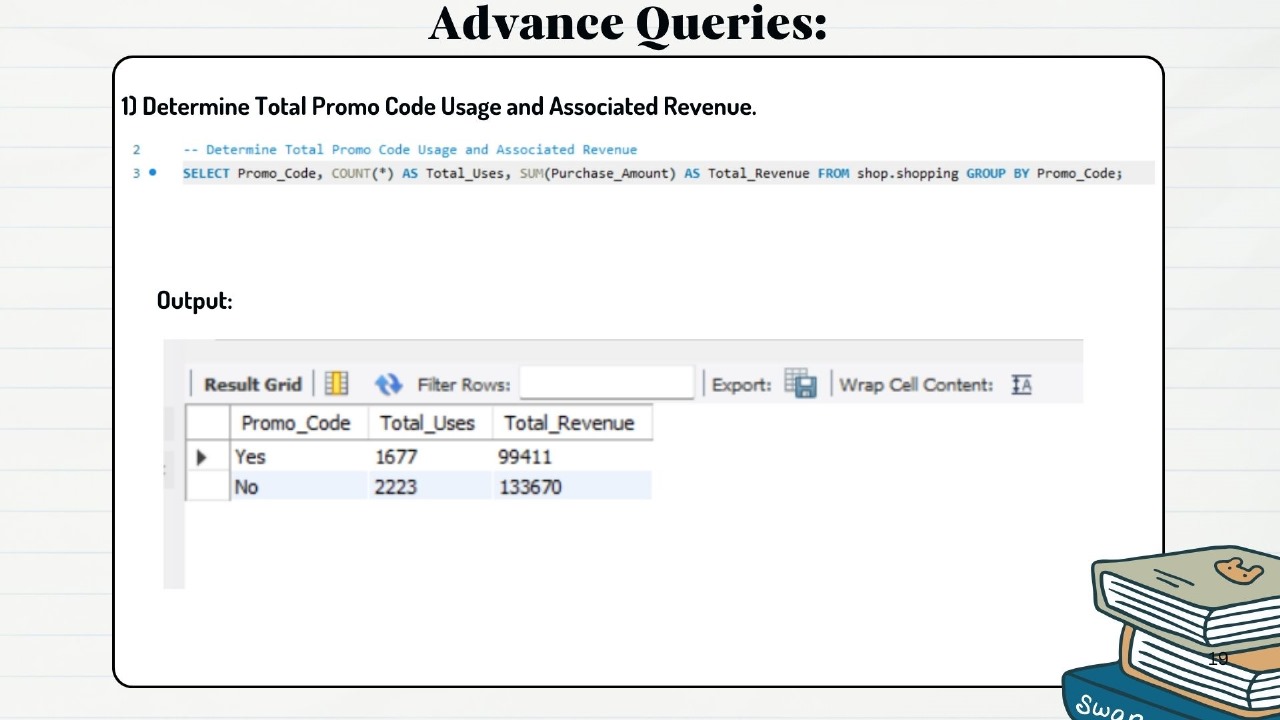 Advance Queries:
1) Determine Total Promo Code Usage and Associated Revenue.
2 -- Determine Total Promo Code Usage and Associated Revenue
3 SELECT Promo_Code, COUNT(*) AS Total_Uses, SUM(Purchase_Amount) AS Total_Revenue FROM shop.shopping GROUP BY Promo_Code;
Output:
Result Grid Filter Rows: Export: Wrap Cell Content:
Promo_Code Total_Uses Total_Revenue
Yes 1677 99411
No 2223 133670
19